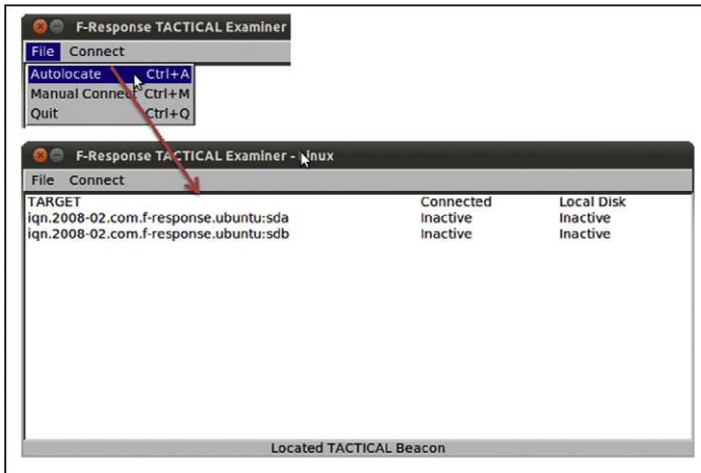 F-Response TACTICAL Examiner
File Connect
Autolocate Ctrl+A
Manual Connect Ctrl+M
Quit Ctrl+Q
F-Response TACTICAL Examiner - Linux
File Connect
TARGET Connected Local Disk
iqn.2008-02.com.f-response.ubuntu:sda Inactive Inactive
iqn.2008-02.com.f-response.ubuntu:sdb Inactive Inactive
Located TACTICAL Beacon